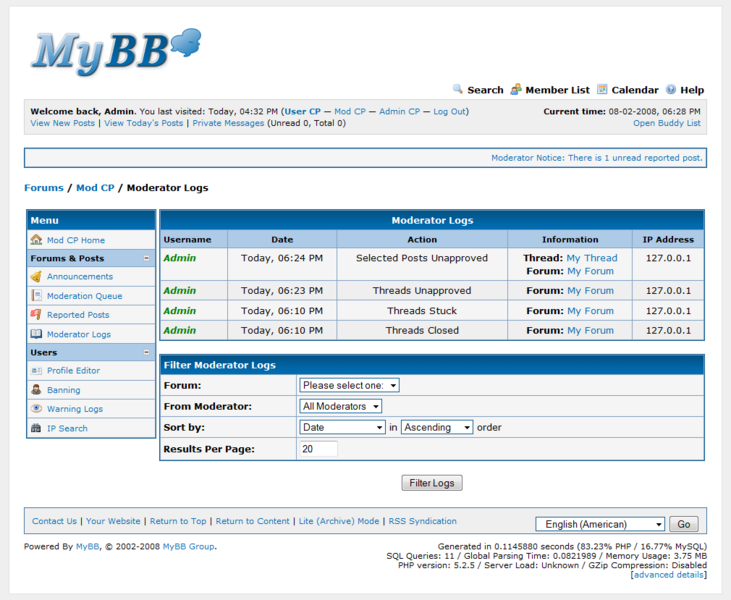 MyBB
Search Member List Calendar Help
Welcome back, Admin. You last visited: Today, 04:32 PM (User CP — Mod CP — Admin CP — Log Out)
Current time: 08-02-2008, 06:28 PM
View New Posts | View Today's Posts | Private Messages (Unread 0, Total 0)
Open Buddy List
Moderator Notice: There is 1 unread reported post.
Forums / Mod CP / Moderator Logs
Menu
Mod CP Home
Forums & Posts
Announcements
Moderation Queue
Reported Posts
Moderator Logs
Users
Profile Editor
Banning
Warning Logs
IP Search
Moderator Logs
Username Date Action Information IP Address
Admin Today, 06:24 PM Selected Posts Unapproved Thread: My Thread 127.0.0.1
Forum: My Forum
Admin Today, 06:23 PM Threads Unapproved Forum: My Forum 127.0.0.1
Admin Today, 06:10 PM Threads Stuck Forum: My Forum 127.0.0.1
Admin Today, 06:10 PM Threads Closed Forum: My Forum 127.0.0.1
Filter Moderator Logs
Forum: Please select one:
From Moderator: All Moderators
Sort by: Date in Ascending order
Results Per Page: 20
Filter Logs
Contact Us | Your Website | Return to Top | Return to Content | Lite (Archive) Mode | RSS Syndication
English (American) Go
Powered By MyBB, © 2002-2008 MyBB Group.
Generated in 0.1145880 seconds (83.23% PHP / 16.77% MySQL)
SQL Queries: 11 / Global Parsing Time: 0.0821989 / Memory Usage: 3.75 MB
PHP version: 5.2.5 / Server Load: Unknown / GZip Compression: Disabled
[advanced details]